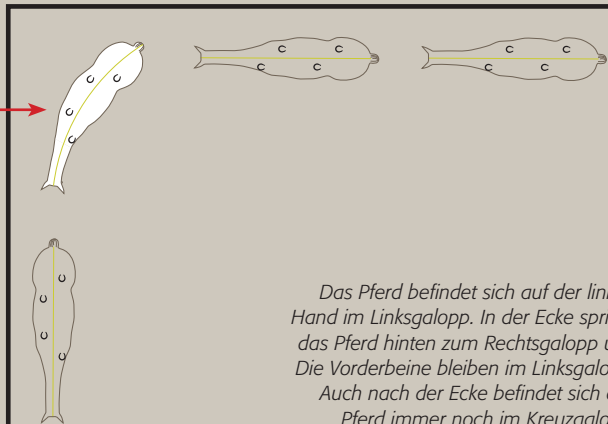 Das Pferd befindet sich auf der
Hand im Linksgalopp. In der Ecke
das Pferd hinten zum Rechtsgalopp
Die Vorderbeine bleiben im
Auch nach der Ecke befindet sich
Pferd immer noch im